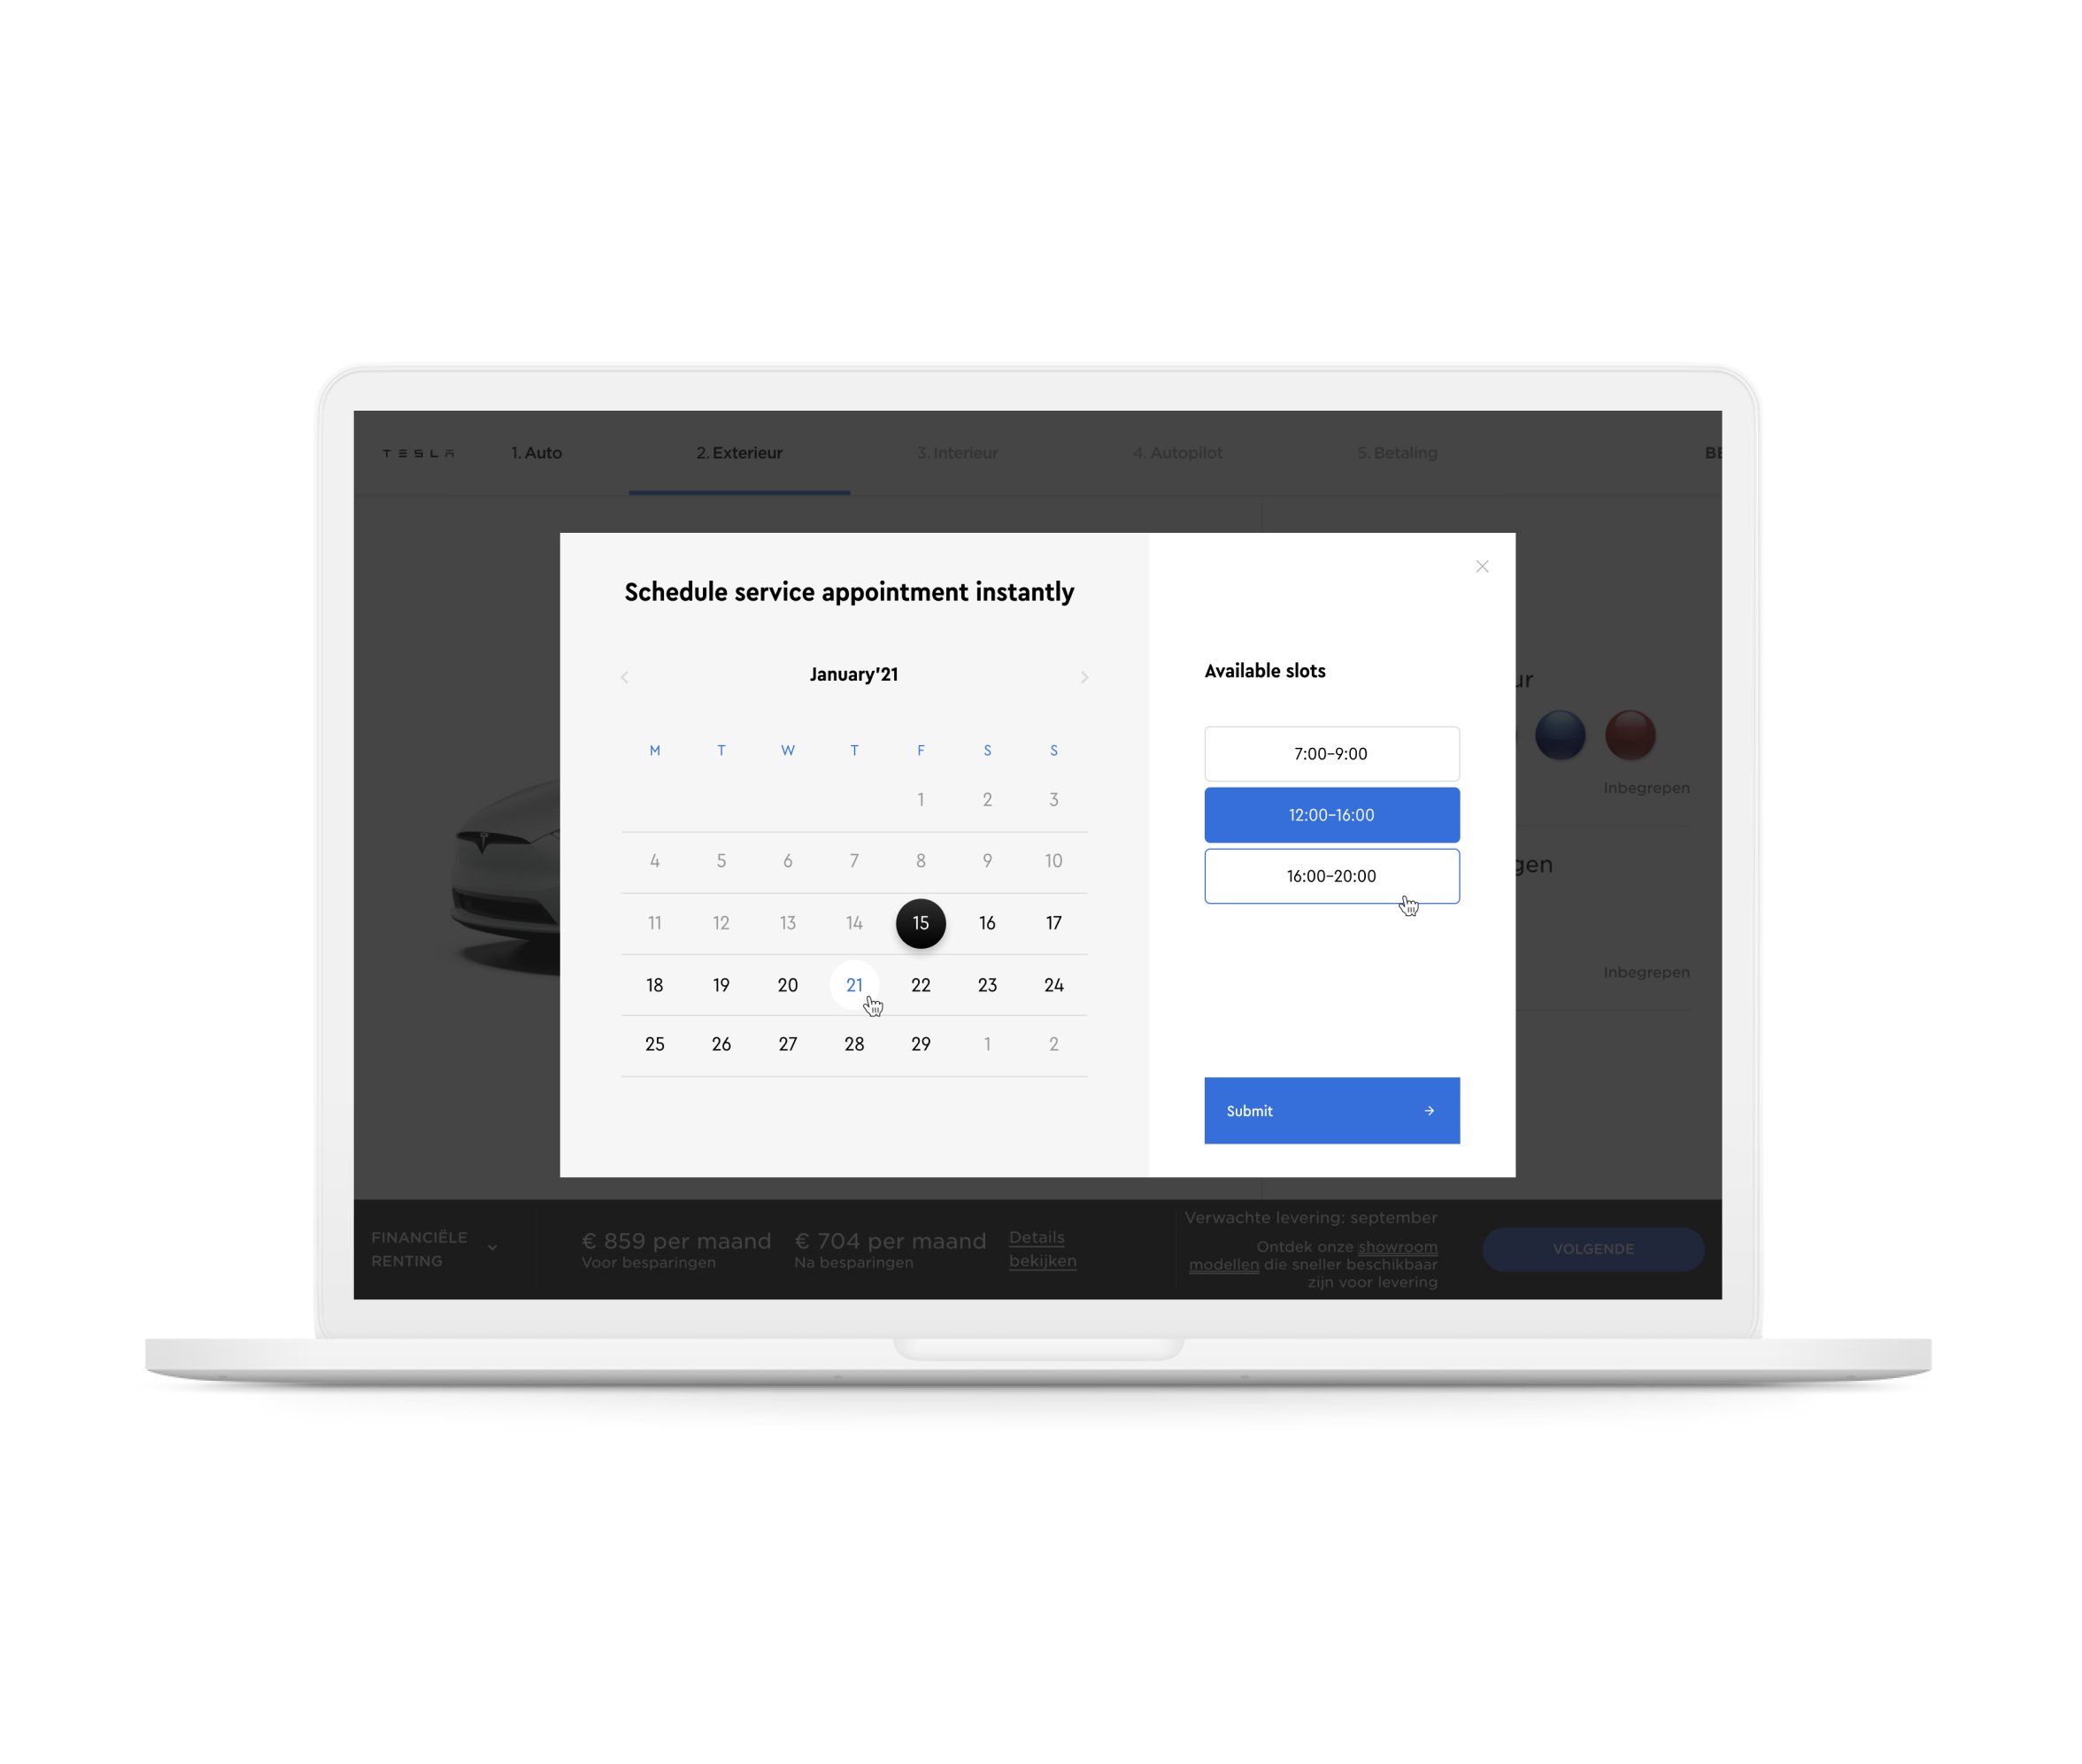 TESLA
1. Auto
2. Exterieur
3. Interieur
4. Autopilot
5. Betaling
Schedule service appointment instantly
January'21
M T W T F S S
1 2 3
4 5 6 7 8 9 10
11 12 13 14 15 16 17
18 19 20 21 22 23 24
25 26 27 28 29 1 2
Available slots
7:00-9:00
12:00-16:00
16:00-20:00
Submit
Inbegrepen
Inbegrepen
FINANCIËLE
RENTING
€ 859 per maand
Voor besparingen
€ 704 per maand
Na besparingen
Details
bekijken
Verwachte levering: september
Ontdek onze showroom
modellen die sneller beschikbaar
zijn voor levering
VOLGENDE